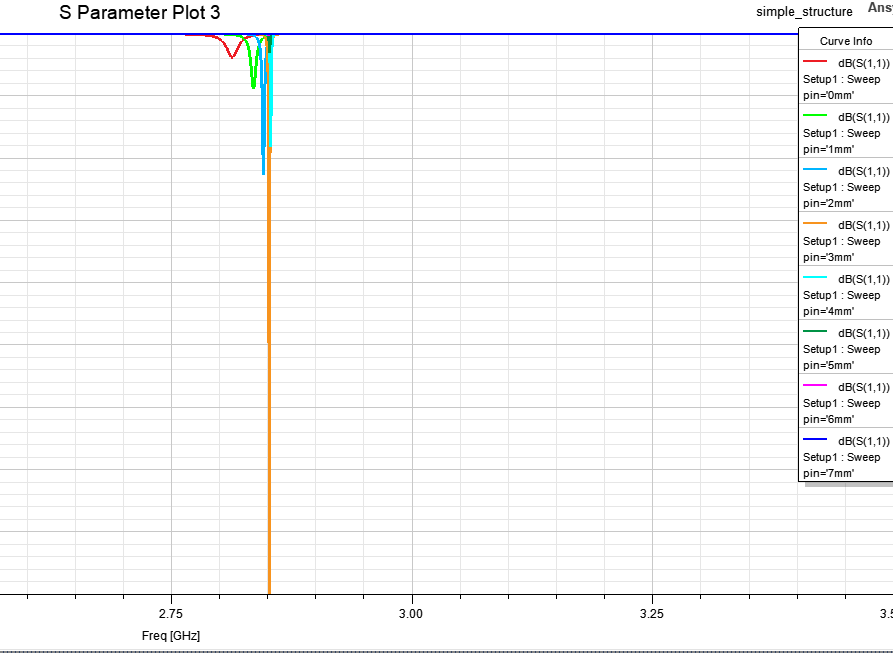 S Parameter Plot 3
simple_structure
Curve Info
dB(S(1,1))
Setup1 : Sweep
pin='0mm'
dB(S(1,1))
Setup1 : Sweep
pin='1mm'
dB(S(1,1))
Setup1 : Sweep
pin='2mm'
dB(S(1,1))
Setup1 : Sweep
pin='3mm'
dB(S(1,1))
Setup1 : Sweep
pin='4mm'
dB(S(1,1))
Setup1 : Sweep
pin='5mm'
dB(S(1,1))
Setup1 : Sweep
pin='6mm'
dB(S(1,1))
Setup1 : Sweep
pin='7mm'
2.75 3.00 3.25
Freq [GHz]